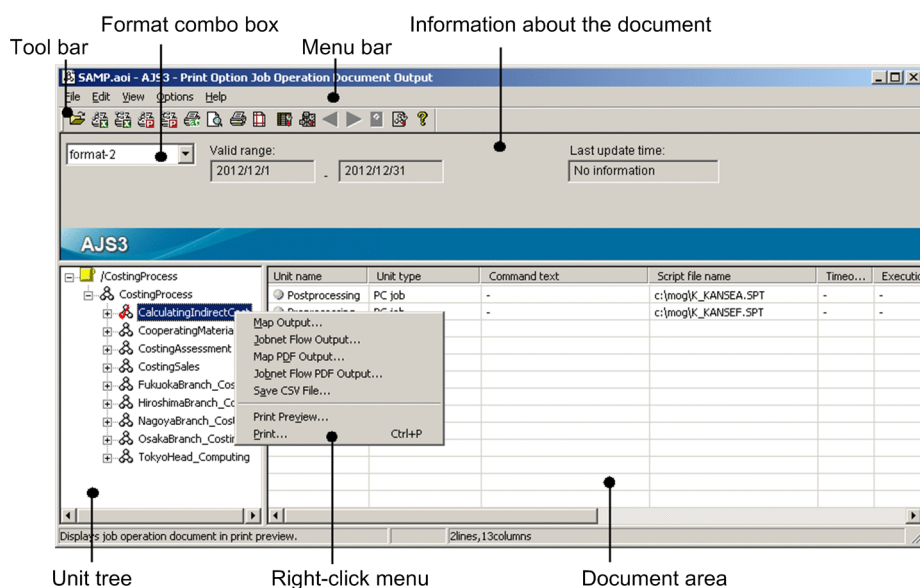 Format combo box
Information about the document
Tool bar
Menu bar
SAMP.aoi - AJS3 - Print Option Job Operation Document Output
File Edit View Options Help
format-2
Valid range:
2012/12/1 - 2012/12/31
Last update time:
No information
AJS3
/CostingProcess
CostingProcess
CalculatingIndirectCost
CooperatingMateria
CostingAssessment
CostingSales
FukuokaBranch_Cos
HiroshimaBranch_Co
NagoyaBranch_Cost
OsakaBranch_Costin
TokyoHead_Computing
Unit name Unit type Command text Script file name Timeo... Executio
Postprocessing PC job - c:\mog\K_KANSEA.SPT - -
Preprocessing PC job - c:\mog\K_KANSEF.SPT - -
Map Output...
Jobnet Flow Output...
Map PDF Output...
Jobnet Flow PDF Output...
Save CSV File...
Print Preview...
Print... Ctrl+P
Displays job operation document in print preview.
2lines,13columns
Unit tree
Right-click menu
Document area